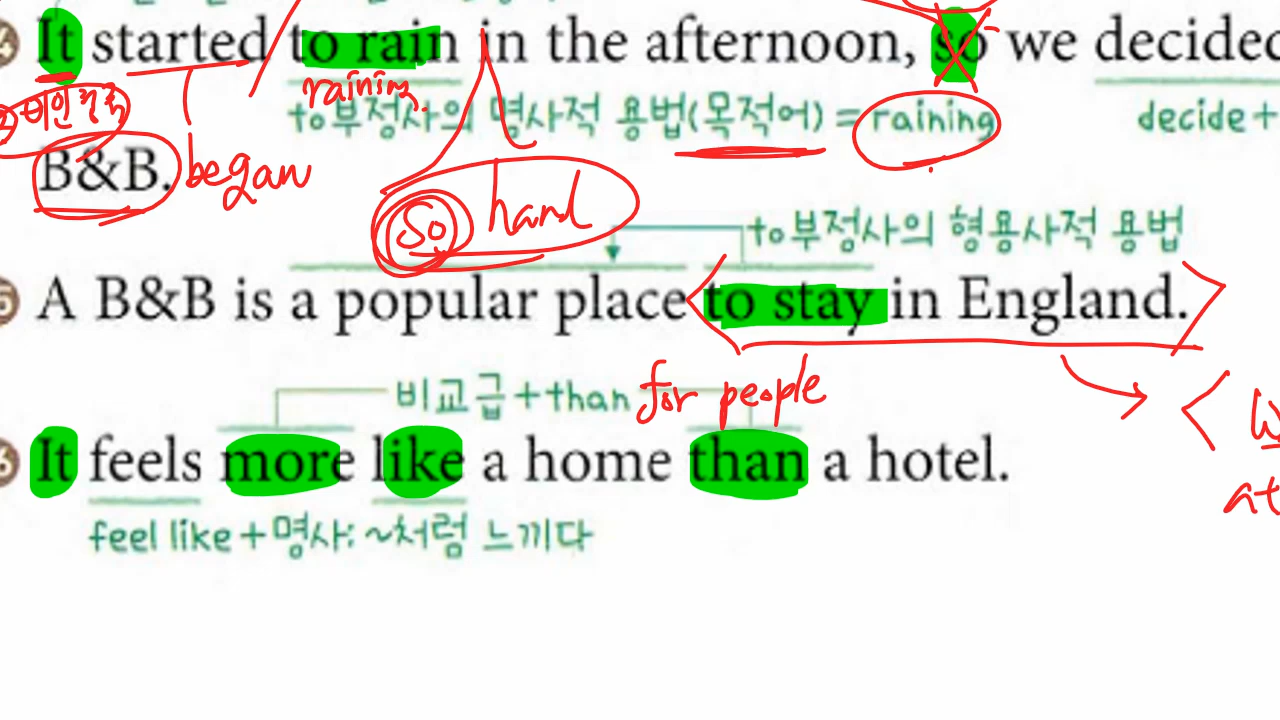 It started to rain in the afternoon, so we decided
raining
to부정사의 명사적 용법(목적어) = raining
decide+
비인칭주
B&B. began
so hard
to부정사의 형용사적 용법
A B&B is a popular place to stay in England.
비교급+than for people
It feels more like a home than a hotel.
at
feel like+명사: ~처럼 느끼다